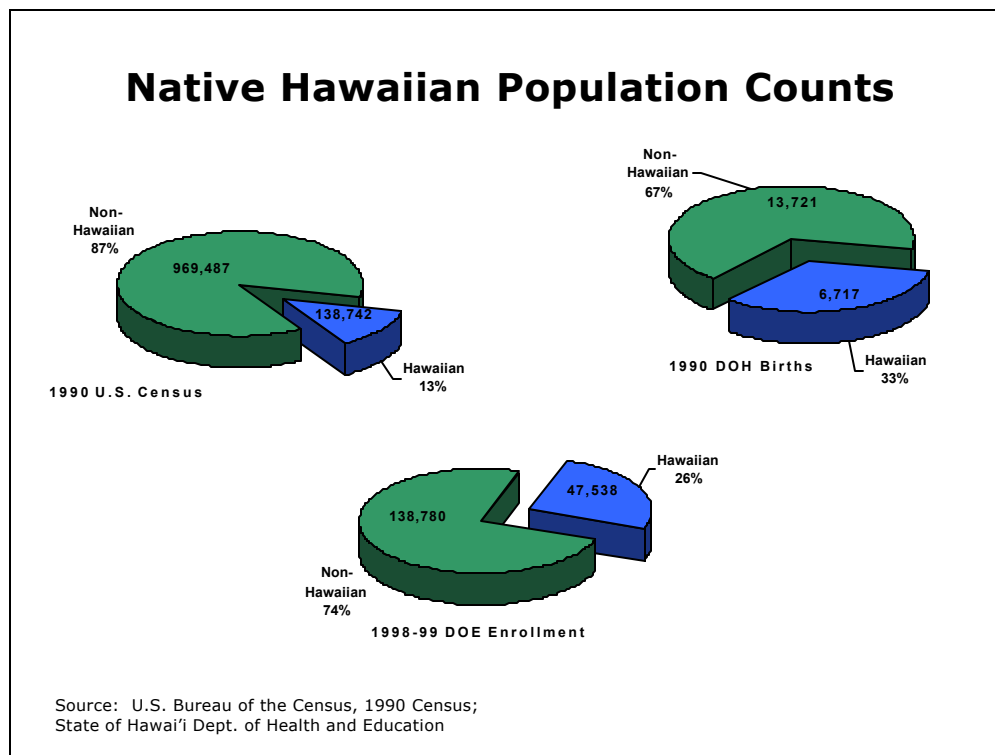 Native Hawaiian Population Counts
Non-
Hawaiian
87%
969,487
138,742
Hawaiian
13%
1990 U.S. Census
Non-
Hawaiian
67%
13,721
6,717
Hawaiian
33%
1990 DOH Births
Hawaiian
26%
47,538
138,780
Non-
Hawaiian
74%
1998-99 DOE Enrollment
Source:  U.S. Bureau of the Census, 1990 Census;
State of Hawai'i Dept. of Health and Education